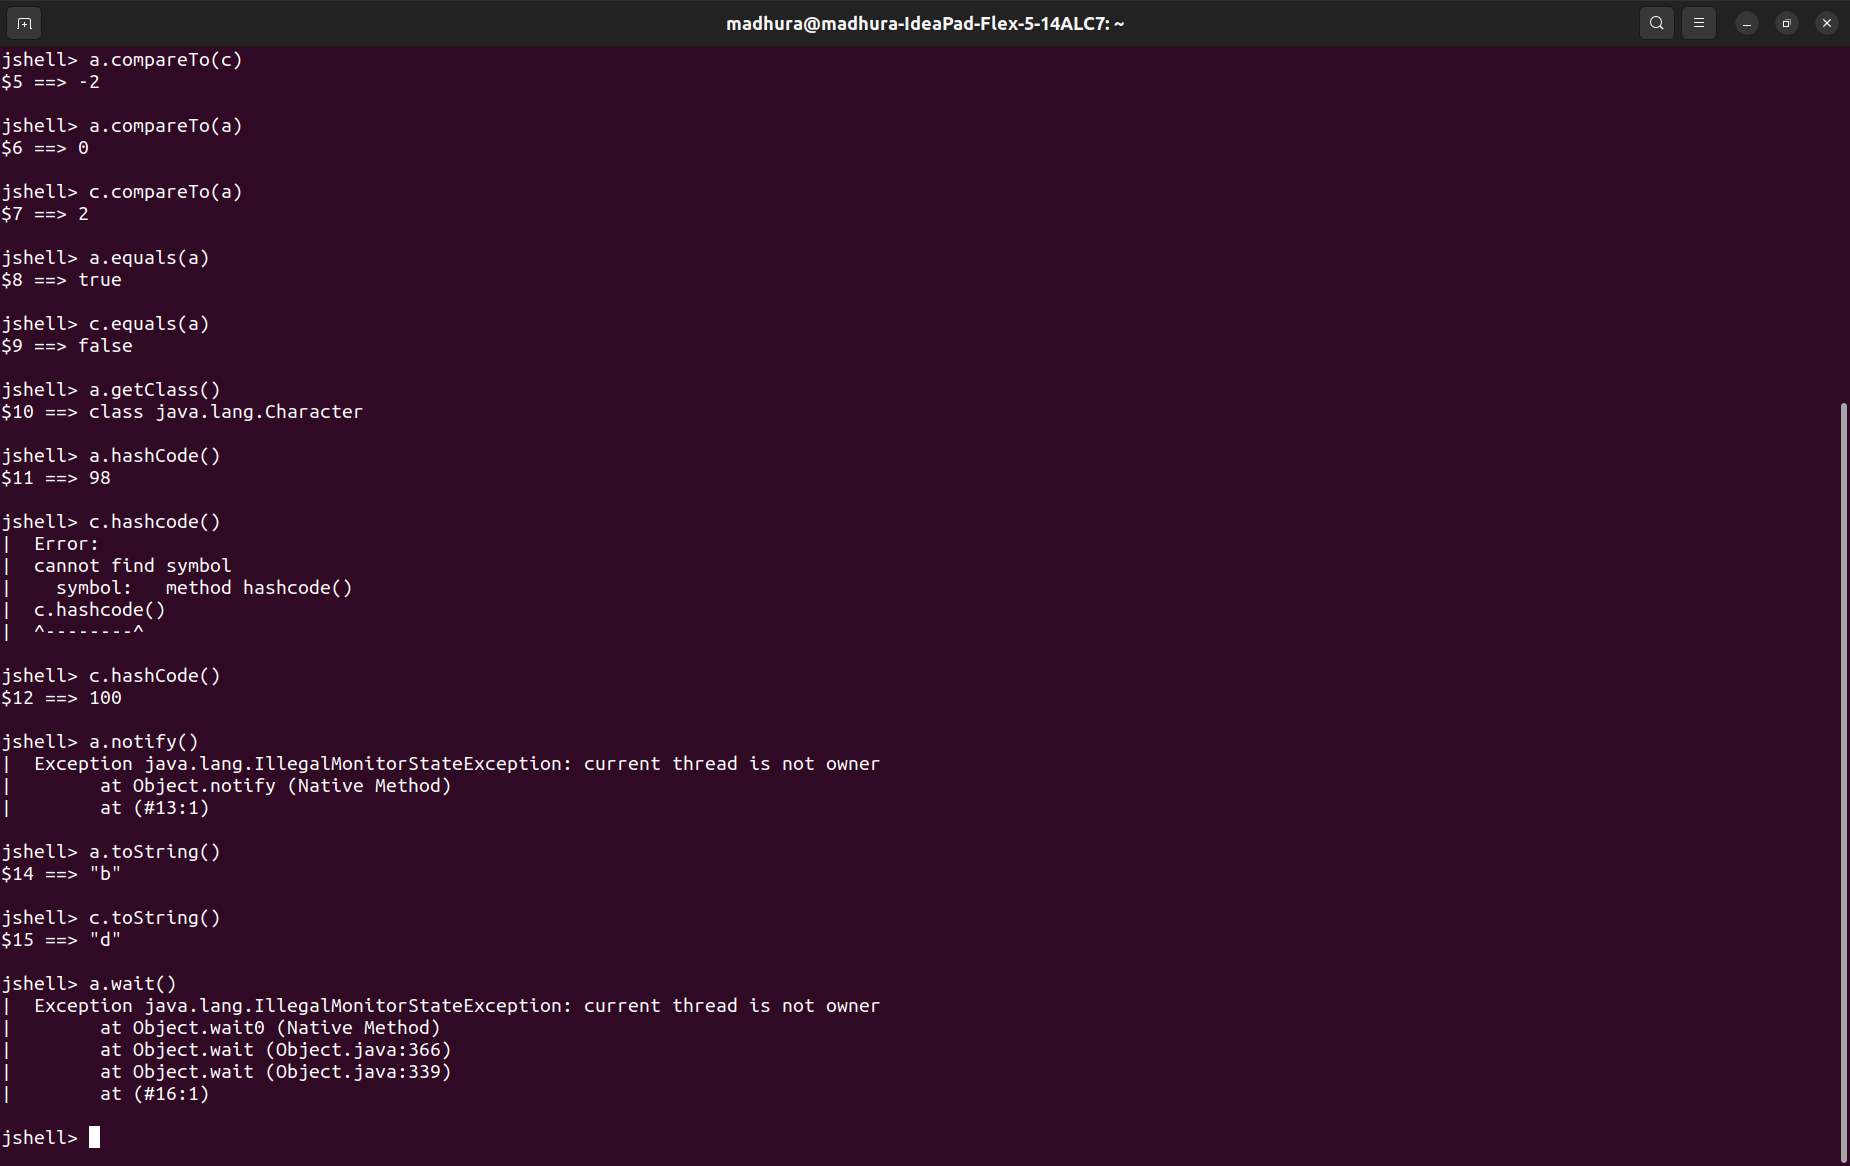 madhura@madhura-IdeaPad-Flex-5-14ALC7: ~
jshell> a.compareTo(c)
$5 ==> -2
jshell> a.compareTo(a)
$6 ==> 0
jshell> c.compareTo(a)
$7 ==> 2
jshell> a.equals(a)
$8 ==> true
jshell> c.equals(a)
$9 ==> false
jshell> a.getClass()
$10 ==> class java.lang.Character
jshell> a.hashCode()
$11 ==> 98
jshell> c.hashcode()
|  Error:
|  cannot find symbol
|    symbol:   method hashcode()
|  c.hashcode()
|  ^--------^
jshell> c.hashCode()
$12 ==> 100
jshell> a.notify()
|  Exception java.lang.IllegalMonitorStateException: current thread is not owner
|        at Object.notify (Native Method)
|        at (#13:1)
jshell> a.toString()
$14 ==> "b"
jshell> c.toString()
$15 ==> "d"
jshell> a.wait()
|  Exception java.lang.IllegalMonitorStateException: current thread is not owner
|        at Object.wait0 (Native Method)
|        at Object.wait (Object.java:366)
|        at Object.wait (Object.java:339)
|        at (#16:1)
jshell>